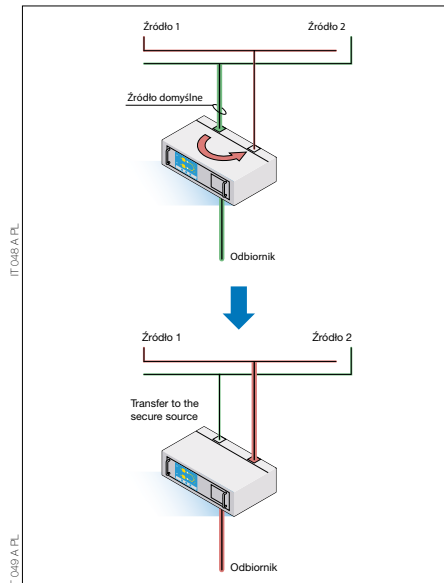 Źródło 1
Źródło 2
Źródło domyślne
Odbiornik
IT 048 A PL
Źródło 1
Źródło 2
Transfer to the
secure source
Odbiornik
T 049 A PL